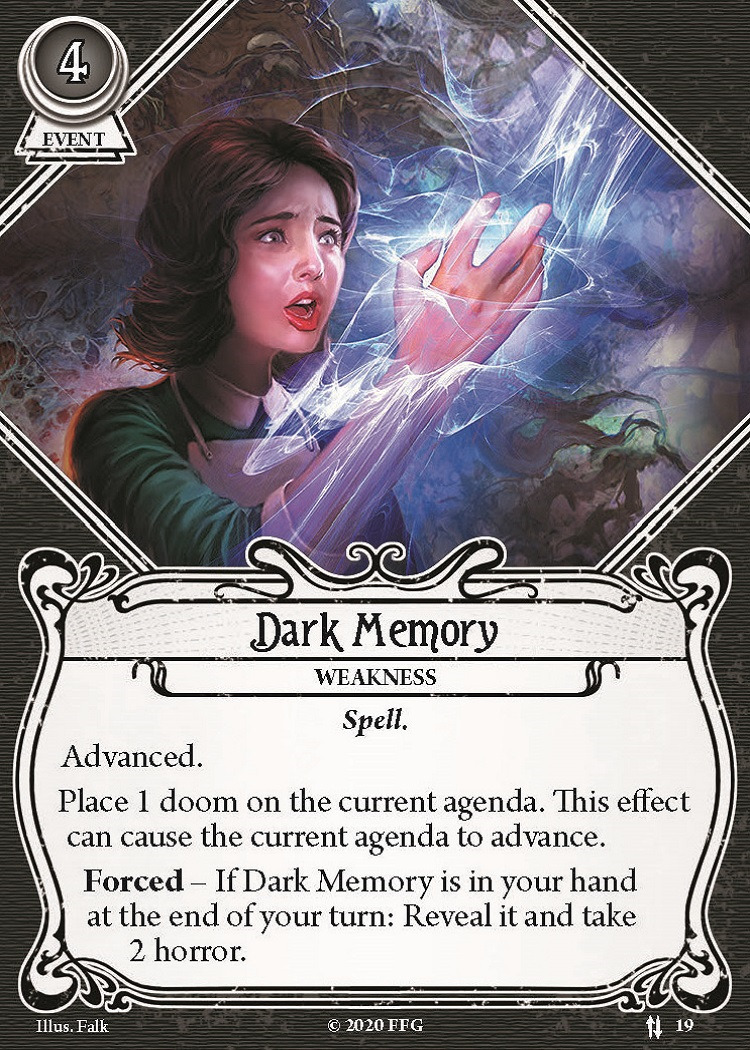 4
EVENT
Dark Memory
WEAKNESS
Spell.
Advanced.
Place 1 doom on the current agenda. This effect
can cause the current agenda to advance.
Forced – If Dark Memory is in your hand
at the end of your turn: Reveal it and take
2 horror.
Illus. Falk
© 2020 FFG
19